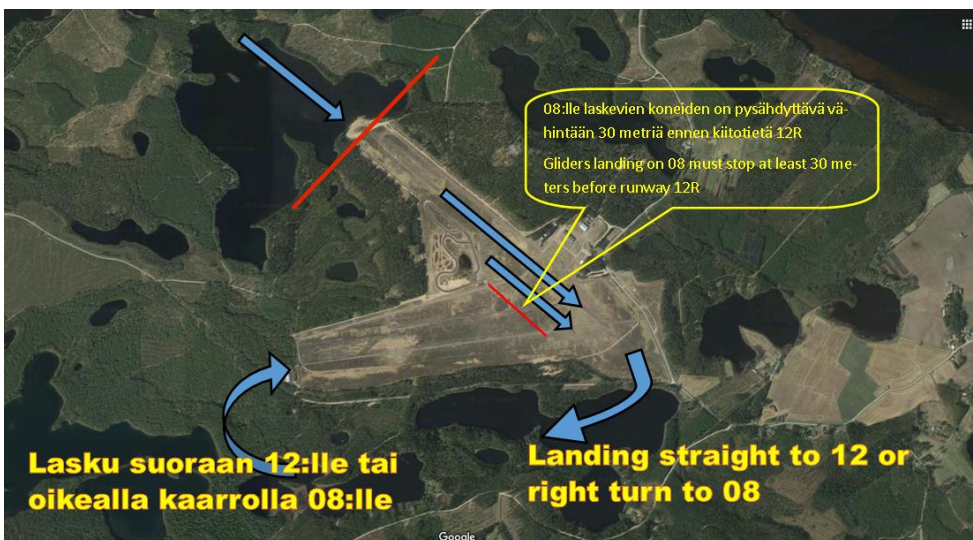 08:lle laskevien koneiden on pysähdyttävä vä-
hintään 30 metriä ennen kiitotietä 12R
Gliders landing on 08 must stop at least 30 me-
ters before runway 12R
Lasku suoraan 12:lle tai
oikealla kaarrolla 08:lle
Landing straight to 12 or
right turn to 08
Google